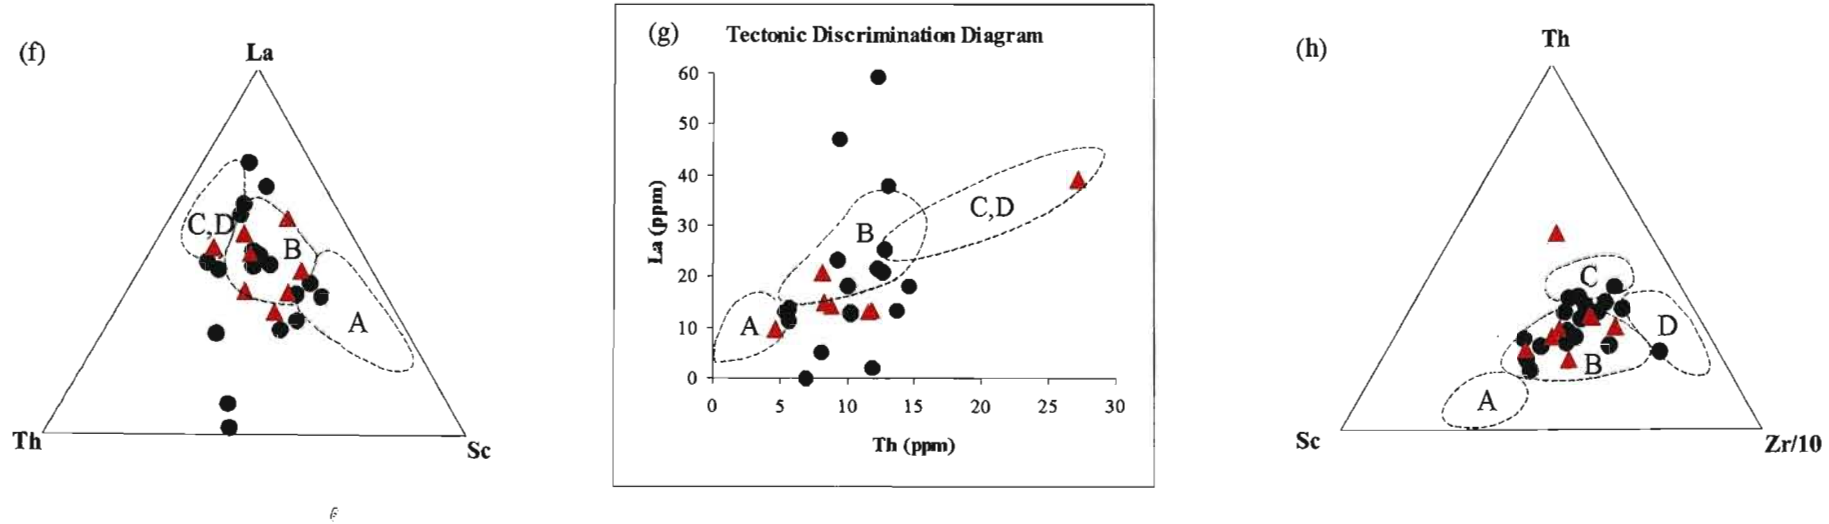 (f)
La
C,D
B
A
Th
Sc
(g)
Tectonic Discrimination Diagram
60
50
40
30
20
10
0
La (ppm)
C,D
B
A
0 5 10 15 20 25 30
Th (ppm)
(h)
Th
C
D
B
A
Sc
Zr/10